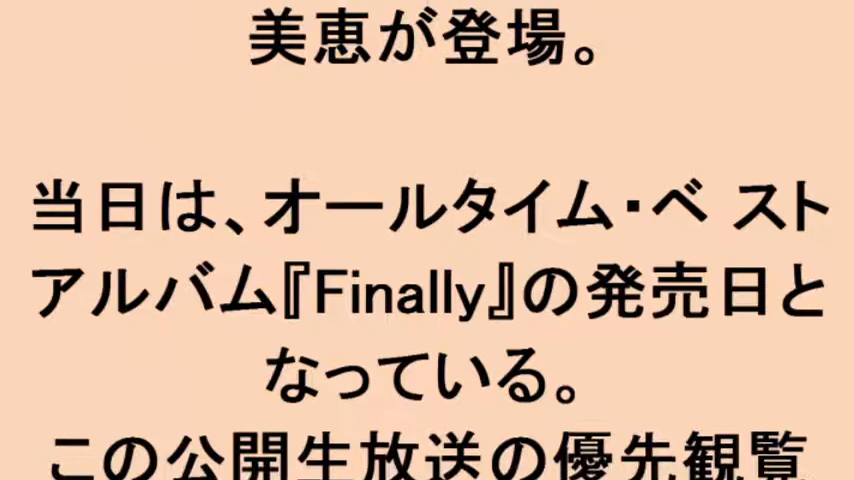 美恵が登場。
当日は、オールタイム・ベ スト
アルバム『Finally』の発売日と
なっている。
この公開生放送の優先観覧